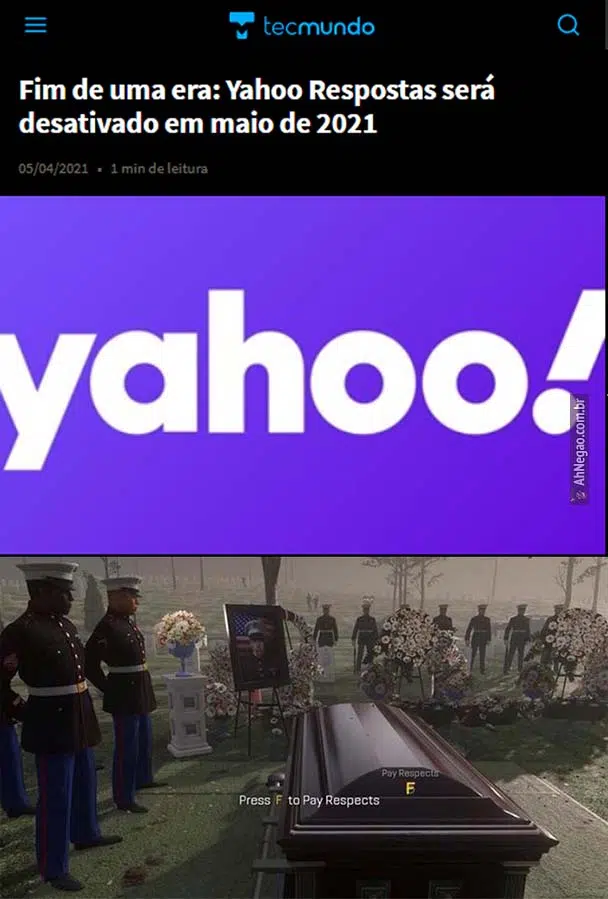 tecmundo
Fim de uma era: Yahoo Respostas será
desativado em maio de 2021
05/04/2021 • 1 min de leitura
yahoo!
AhNegao.com.br
Pay Respects
F
Press F to Pay Respects